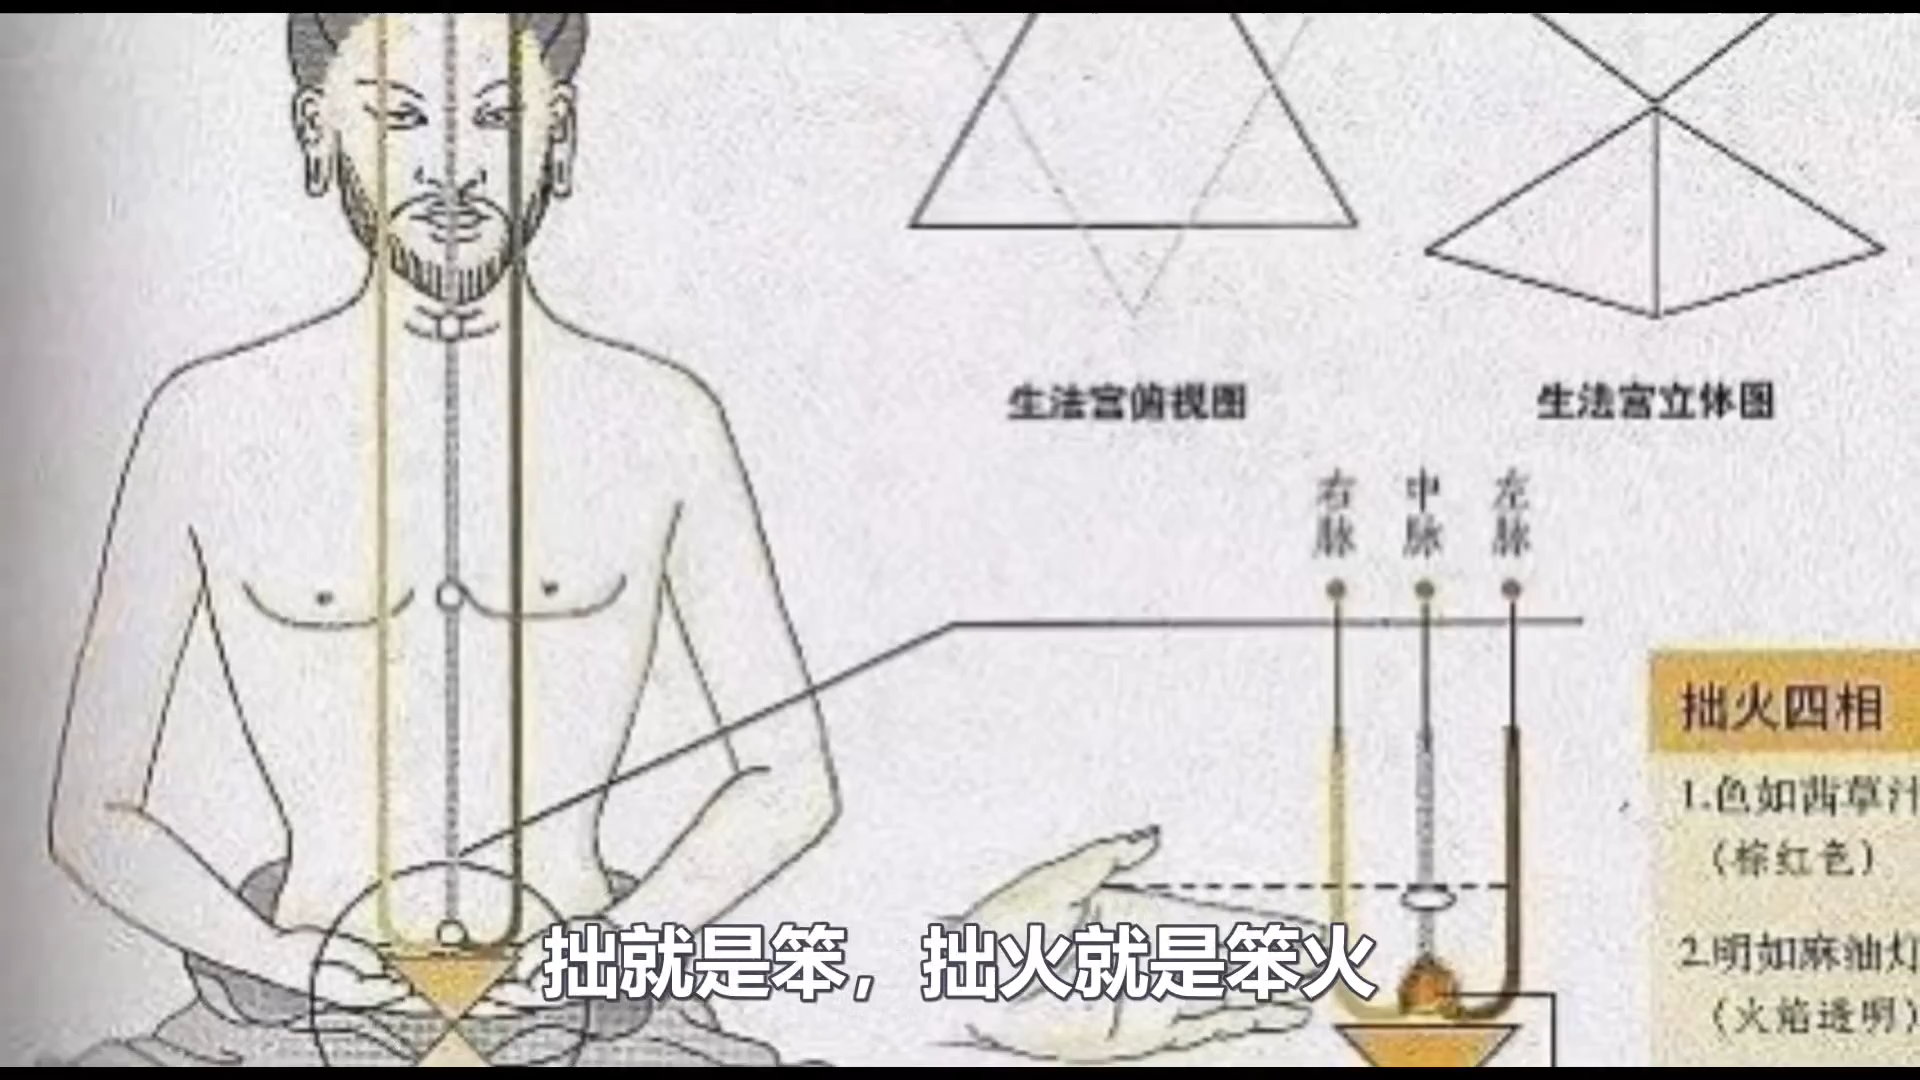 生法宫俯视图
生法宫立体图
右脉
中脉
左脉
拙火四相
1.色如茜草汁
（棕红色）
2.明如麻油灯
（火焰透明）
拙就是笨，拙火就是笨火